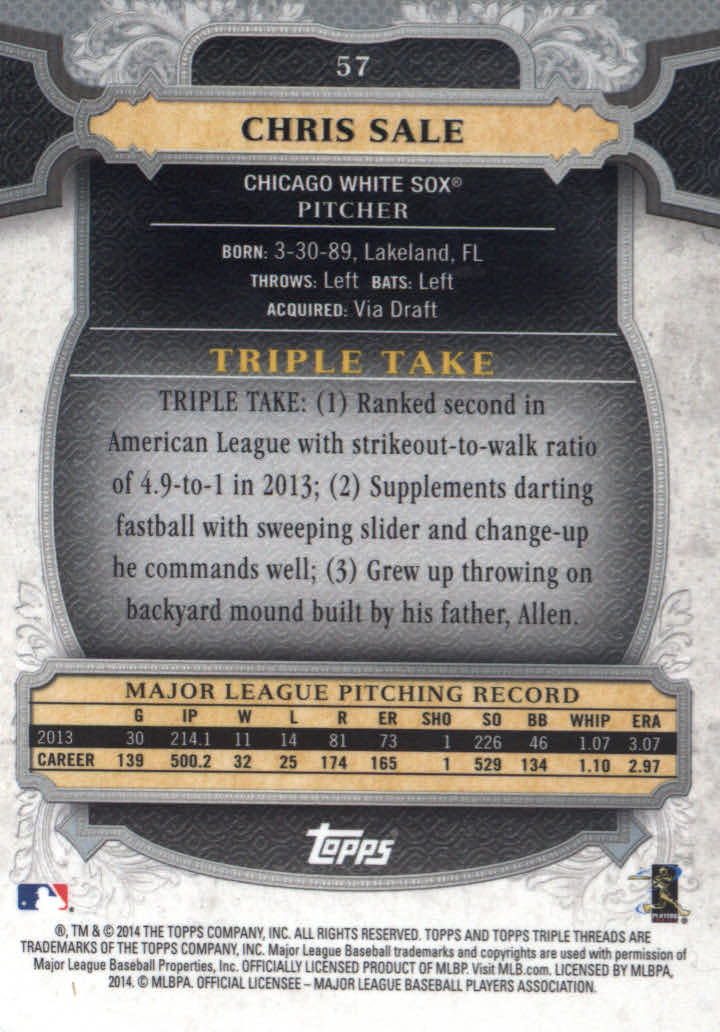 57
CHRIS SALE
CHICAGO WHITE SOX®
PITCHER
BORN: 3-30-89, Lakeland, FL
THROWS: Left BATS: Left
ACQUIRED: Via Draft
TRIPLE TAKE
TRIPLE TAKE: (1) Ranked second in
American League with strikeout-to-walk ratio
of 4.9-to-1 in 2013; (2) Supplements darting
fastball with sweeping slider and change-up
he commands well; (3) Grew up throwing on
backyard mound built by his father, Allen.
MAJOR LEAGUE PITCHING RECORD
G IP W L R ER SHO SO BB WHIP ERA
2013 30 214.1 11 14 81 73 1 226 46 1.07 3.07
CAREER 139 500.2 32 25 174 165 1 529 134 1.10 2.97
Topps
PLAYERS
®, TM & © 2014 THE TOPPS COMPANY, INC. ALL RIGHTS RESERVED. TOPPS AND TOPPS TRIPLE THREADS ARE
TRADEMARKS OF THE TOPPS COMPANY, INC. Major League Baseball trademarks and copyrights are used with permission of
Major League Baseball Properties, Inc. OFFICIALLY LICENSED PRODUCT OF MLBP. Visit MLB.com. LICENSED BY MLBPA,
2014. © MLBPA. OFFICIAL LICENSEE – MAJOR LEAGUE BASEBALL PLAYERS ASSOCIATION.